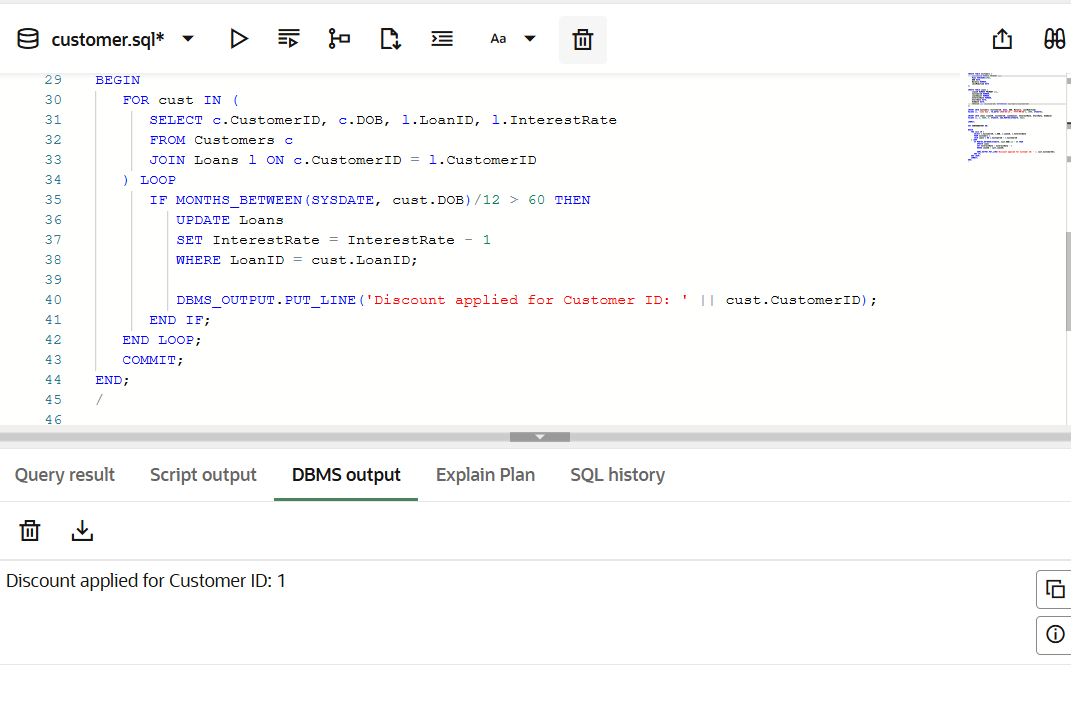 customer.sql*
Aa
29 BEGIN
30 FOR cust IN (
31 SELECT c.CustomerID, c.DOB, l.LoanID, l.InterestRate
32 FROM Customers c
33 JOIN Loans l ON c.CustomerID = l.CustomerID
34 ) LOOP
35 IF MONTHS_BETWEEN(SYSDATE, cust.DOB)/12 > 60 THEN
36 UPDATE Loans
37 SET InterestRate = InterestRate - 1
38 WHERE LoanID = cust.LoanID;
39
40 DBMS_OUTPUT.PUT_LINE('Discount applied for Customer ID: ' || cust.CustomerID);
41 END IF;
42 END LOOP;
43 COMMIT;
44 END;
45 /
46
Query result Script output DBMS output Explain Plan SQL history
Discount applied for Customer ID: 1